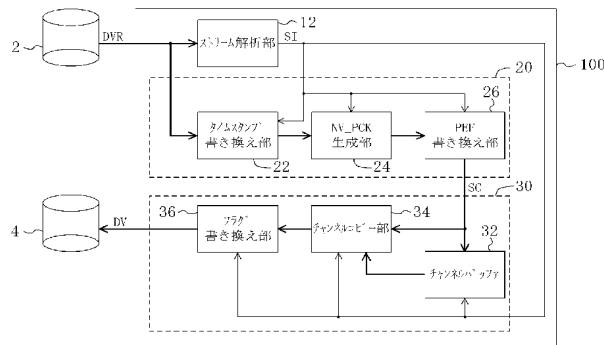 12
2
DVR
ストリーム解析部
SI
20
100
26
タイムスタンプ
書き換え部
22
NV_PCK
生成部
24
PBF
書き換え部
SC
30
36
34
4
DV
フラグ
書き換え部
チャンネルコピー部
32
チャンネルバッファ